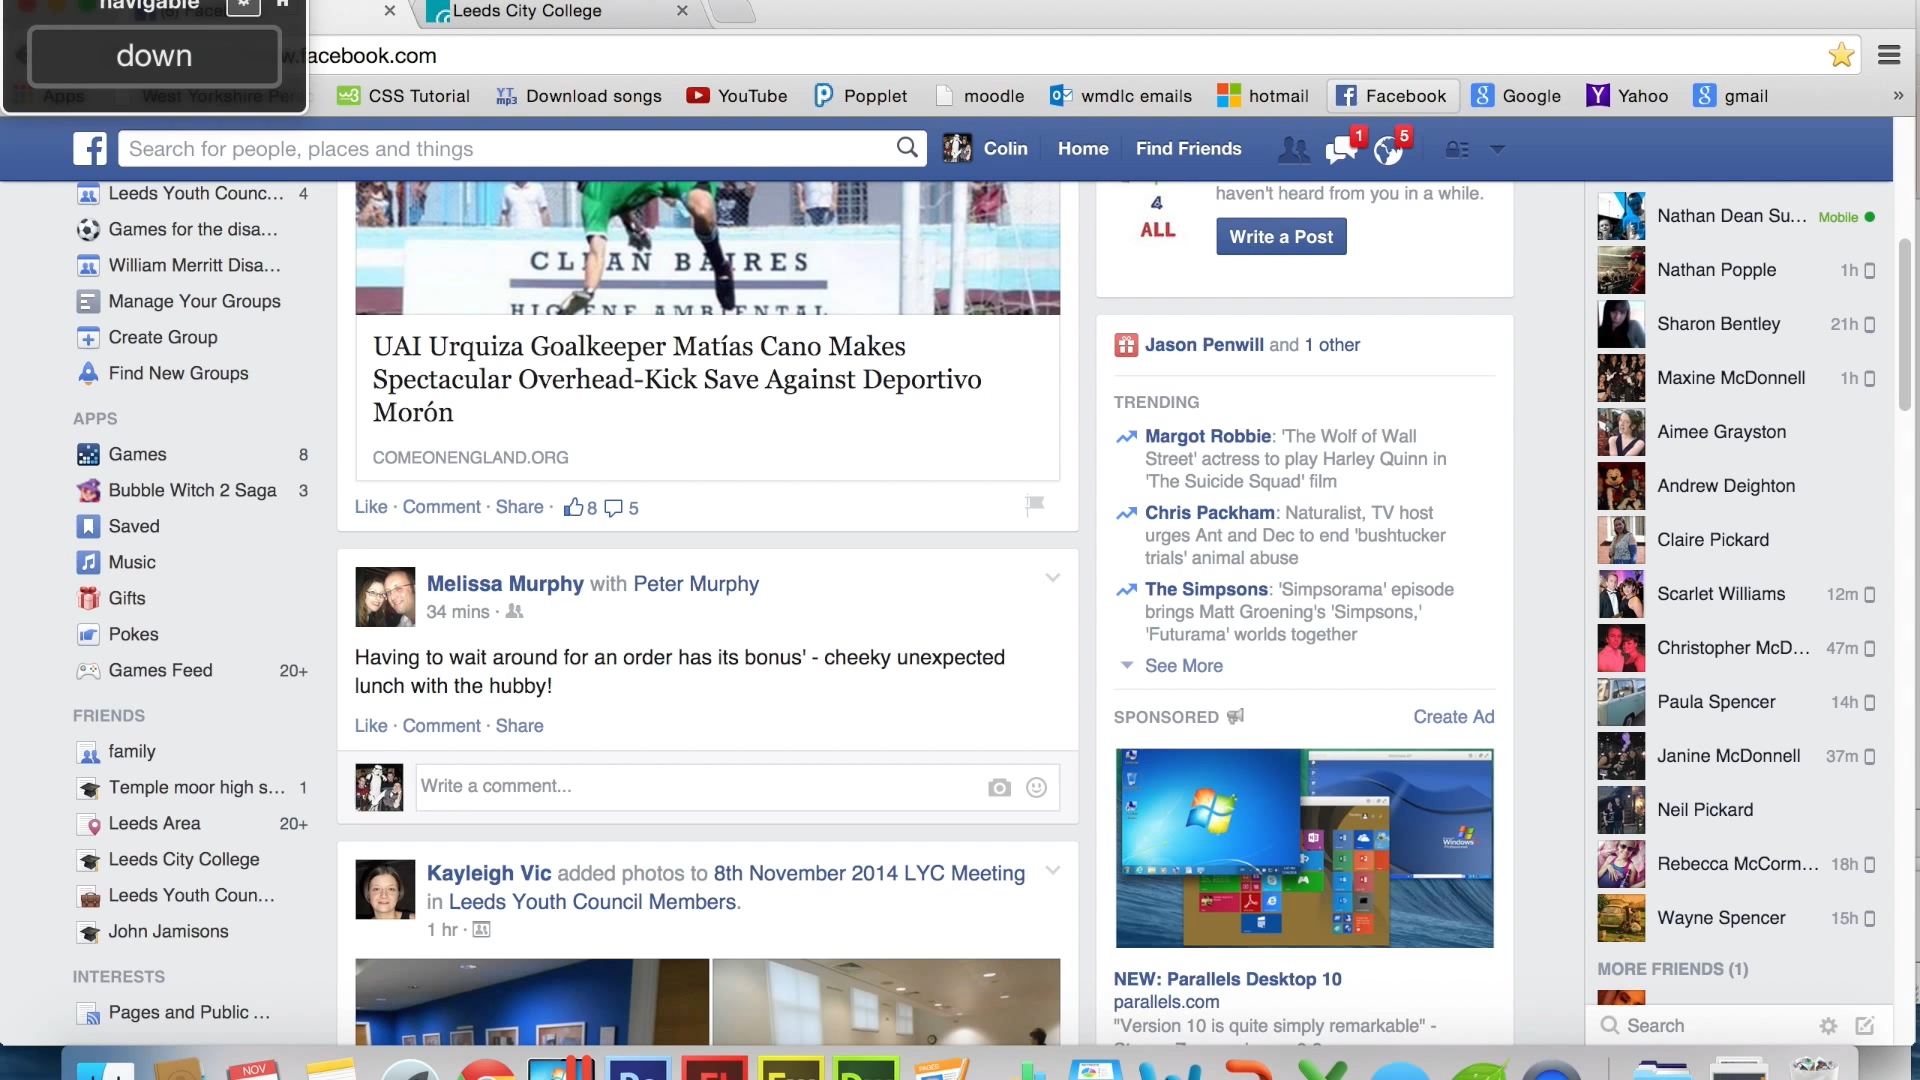 navigable
down
Leeds City College
acebook.com
CSS Tutorial
Download songs
YouTube
Popplet
moodle
wmdlc emails
hotmail
Facebook
Google
Yahoo
gmail
»
Apps
West Yorkshire
Search for people, places and things
Colin
Home
Find Friends
1
5
Leeds Youth Counc... 4
Games for the disa...
William Merritt Disa...
Manage Your Groups
Create Group
Find New Groups
APPS
Games 8
Bubble Witch 2 Saga 3
Saved
Music
Gifts
Pokes
Games Feed 20+
FRIENDS
family
Temple moor high s... 1
Leeds Area 20+
Leeds City College
Leeds Youth Coun...
John Jamisons
INTERESTS
Pages and Public ...
CLEAN BAIRES
HIGIENE AMBIENTAL
UAI Urquiza Goalkeeper Matías Cano Makes
Spectacular Overhead-Kick Save Against Deportivo
Morón
COMEONENGLAND.ORG
Like · Comment · Share · 8 5
Melissa Murphy with Peter Murphy
34 mins ·
Having to wait around for an order has its bonus' - cheeky unexpected
lunch with the hubby!
Like · Comment · Share
Write a comment...
Kayleigh Vic added photos to 8th November 2014 LYC Meeting
in Leeds Youth Council Members.
1 hr ·
4
ALL
haven't heard from you in a while.
Write a Post
Jason Penwill and 1 other
TRENDING
Margot Robbie: 'The Wolf of Wall
Street' actress to play Harley Quinn in
'The Suicide Squad' film
Chris Packham: Naturalist, TV host
urges Ant and Dec to end 'bushtucker
trials' animal abuse
The Simpsons: 'Simpsorama' episode
brings Matt Groening's 'Simpsons,'
'Futurama' worlds together
See More
SPONSORED
Create Ad
Windows
NEW: Parallels Desktop 10
parallels.com
"Version 10 is quite simply remarkable" -
Nathan Dean Su... Mobile
Nathan Popple 1h
Sharon Bentley 21h
Maxine McDonnell 1h
Aimee Grayston
Andrew Deighton
Claire Pickard
Scarlet Williams 12m
Christopher McD... 47m
Paula Spencer 14h
Janine McDonnell 37m
Neil Pickard
Rebecca McCorm... 18h
Wayne Spencer 15h
MORE FRIENDS (1)
Search
NOV
PAGES